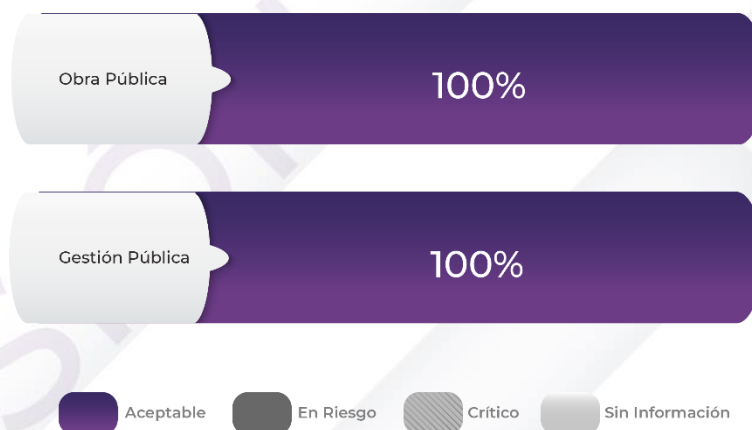 Obra Pública
100%
Gestión Pública
100%
Aceptable
En Riesgo
Crítico
Sin Información